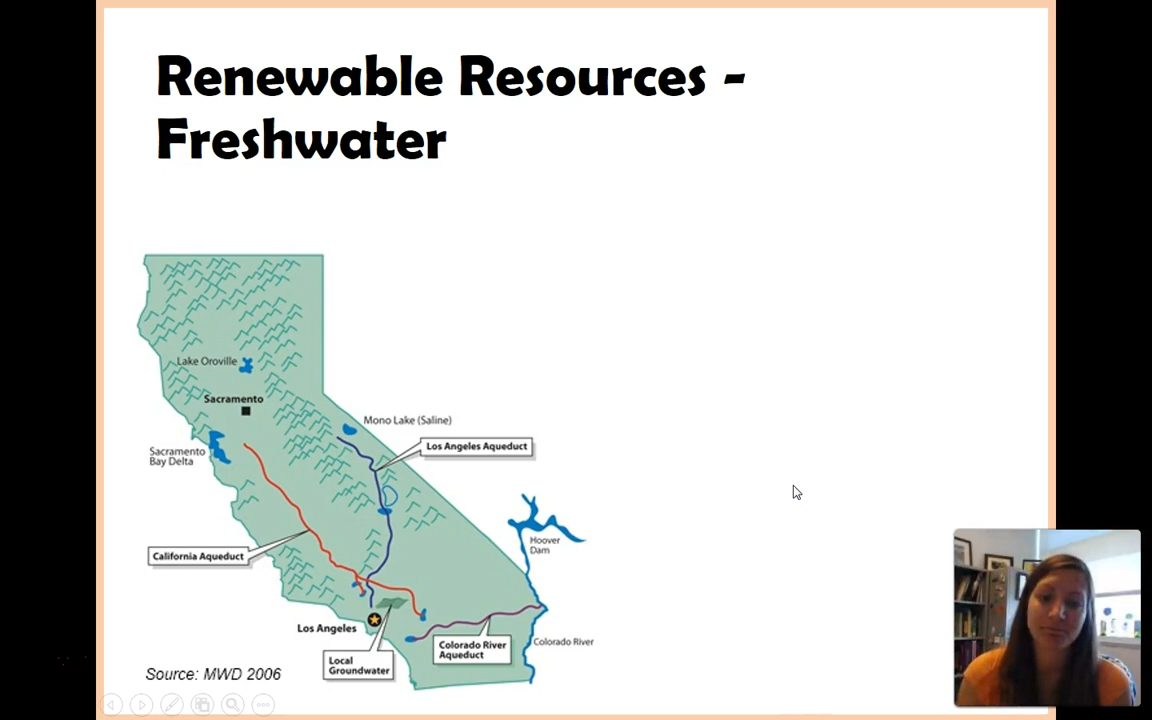 Renewable Resources -
Freshwater
Lake Oroville
Sacramento
Mono Lake (Saline)
Los Angeles Aqueduct
Sacramento
Bay Delta
Hoover
Dam
California Aqueduct
Los Angeles
Colorado River
Aqueduct
Colorado River
Local
Groundwater
Source: MWD 2006